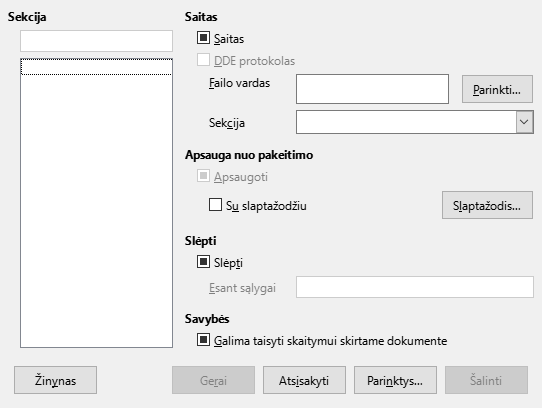 Sekcija
Saitas
Saitas
DDE protokolas
Failo vardas
Parinkti...
Sekcija
Apsauga nuo pakeitimo
Apsaugoti
Su slaptažodžiu
Slaptažodis...
Slėpti
Slėpti
Esant sąlygai
Savybės
Galima taisyti skaitymui skirtame dokumente
Žinynas
Gerai
Atsisakyti
Parinktys...
Šalinti